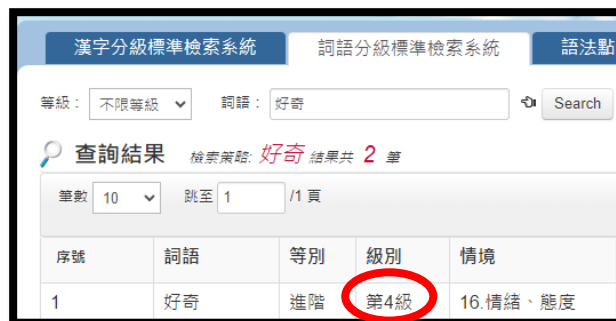 漢字分級標準檢索系統 詞語分級標準檢索系統 語法點
等級： 不限等級 詞語： 好奇 Search
查詢結果 檢索策略: 好奇 結果共 2 筆
筆數 10 跳至 1 /1 頁
序號 詞語 等別 級別 情境
1 好奇 進階 第4級 16.情緒、態度